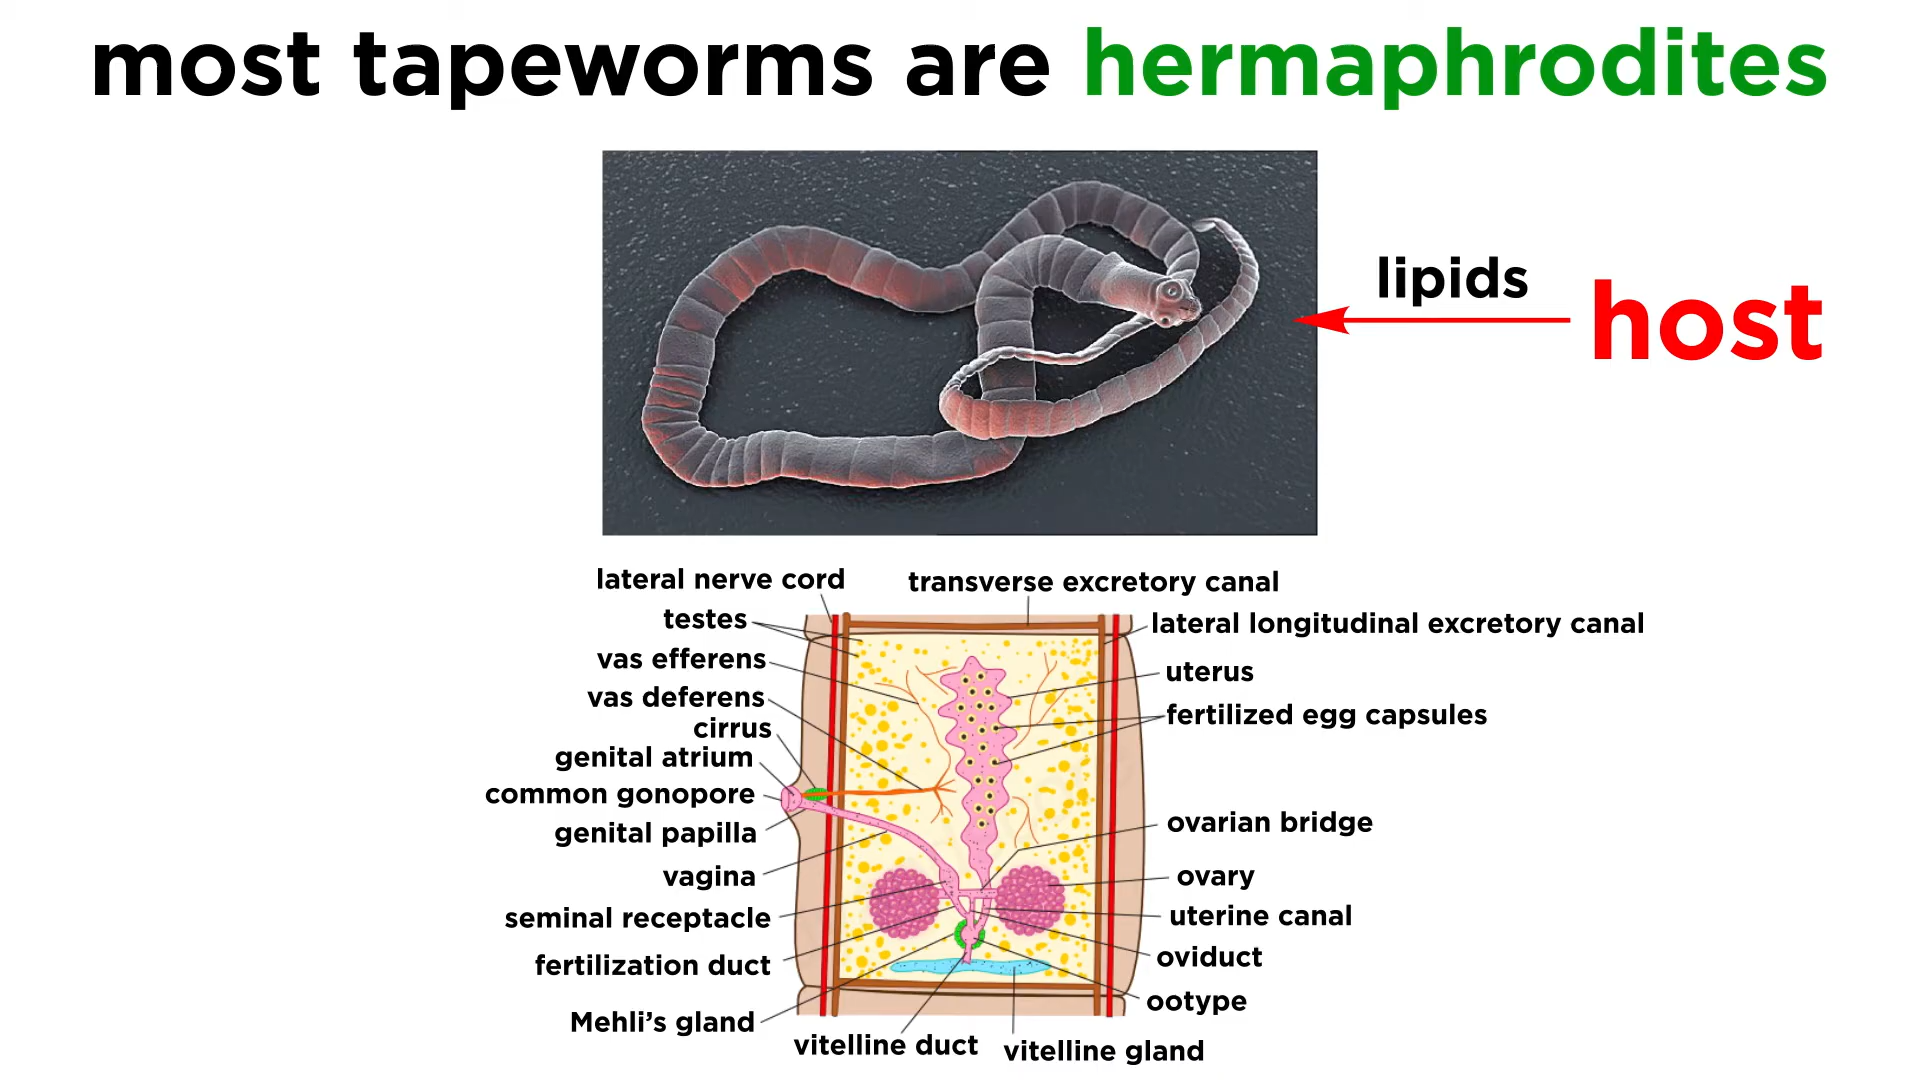 most tapeworms are hermaphrodites
lipids
host
lateral nerve cord
transverse excretory canal
testes
lateral longitudinal excretory canal
vas efferens
uterus
vas deferens
fertilized egg capsules
cirrus
genital atrium
common gonopore
genital papilla
ovarian bridge
vagina
ovary
seminal receptacle
uterine canal
fertilization duct
oviduct
ootype
Mehli's gland
vitelline duct
vitelline gland